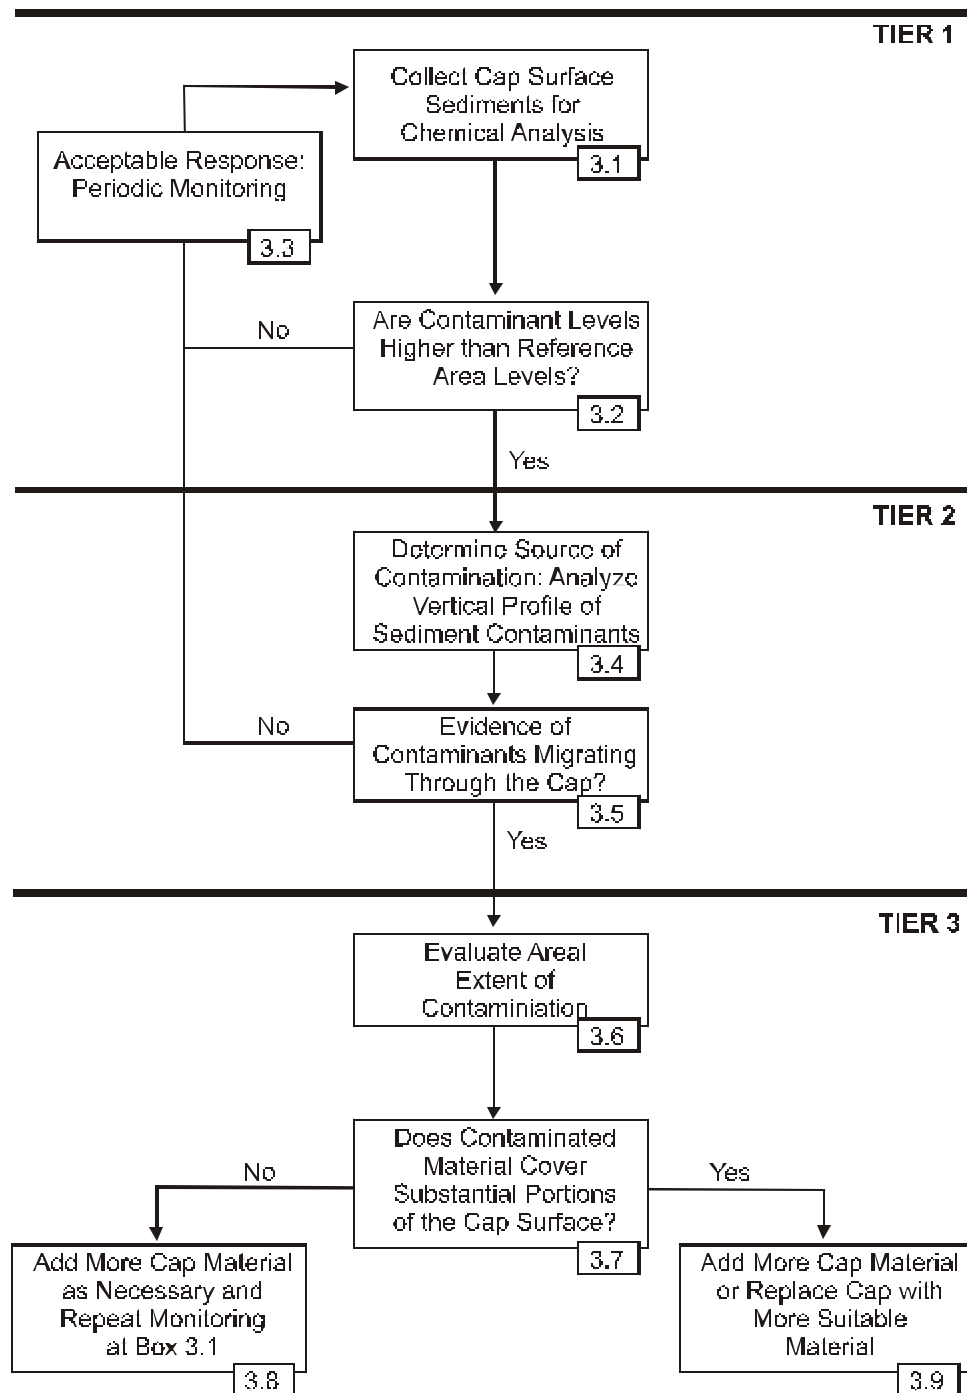 TIER 1
Collect Cap Surface
Sediments for
Chemical Analysis
3.1
Acceptable Response:
Periodic Monitoring
3.3
No
Are Contaminant Levels
Higher than Reference
Area Levels?
3.2
Yes
TIER 2
Determine Source of
Contamination: Analyze
Vertical Profile of
Sediment Contaminants
3.4
No
Evidence of
Contaminants Migrating
Through the Cap?
3.5
Yes
TIER 3
Evaluate Areal
Extent of
Contaminiation
3.6
Does Contaminated
Material Cover
Substantial Portions
of the Cap Surface?
3.7
No
Yes
Add More Cap Material
as Necessary and
Repeat Monitoring
at Box 3.1
3.8
Add More Cap Material
or Replace Cap with
More Suitable
Material
3.9